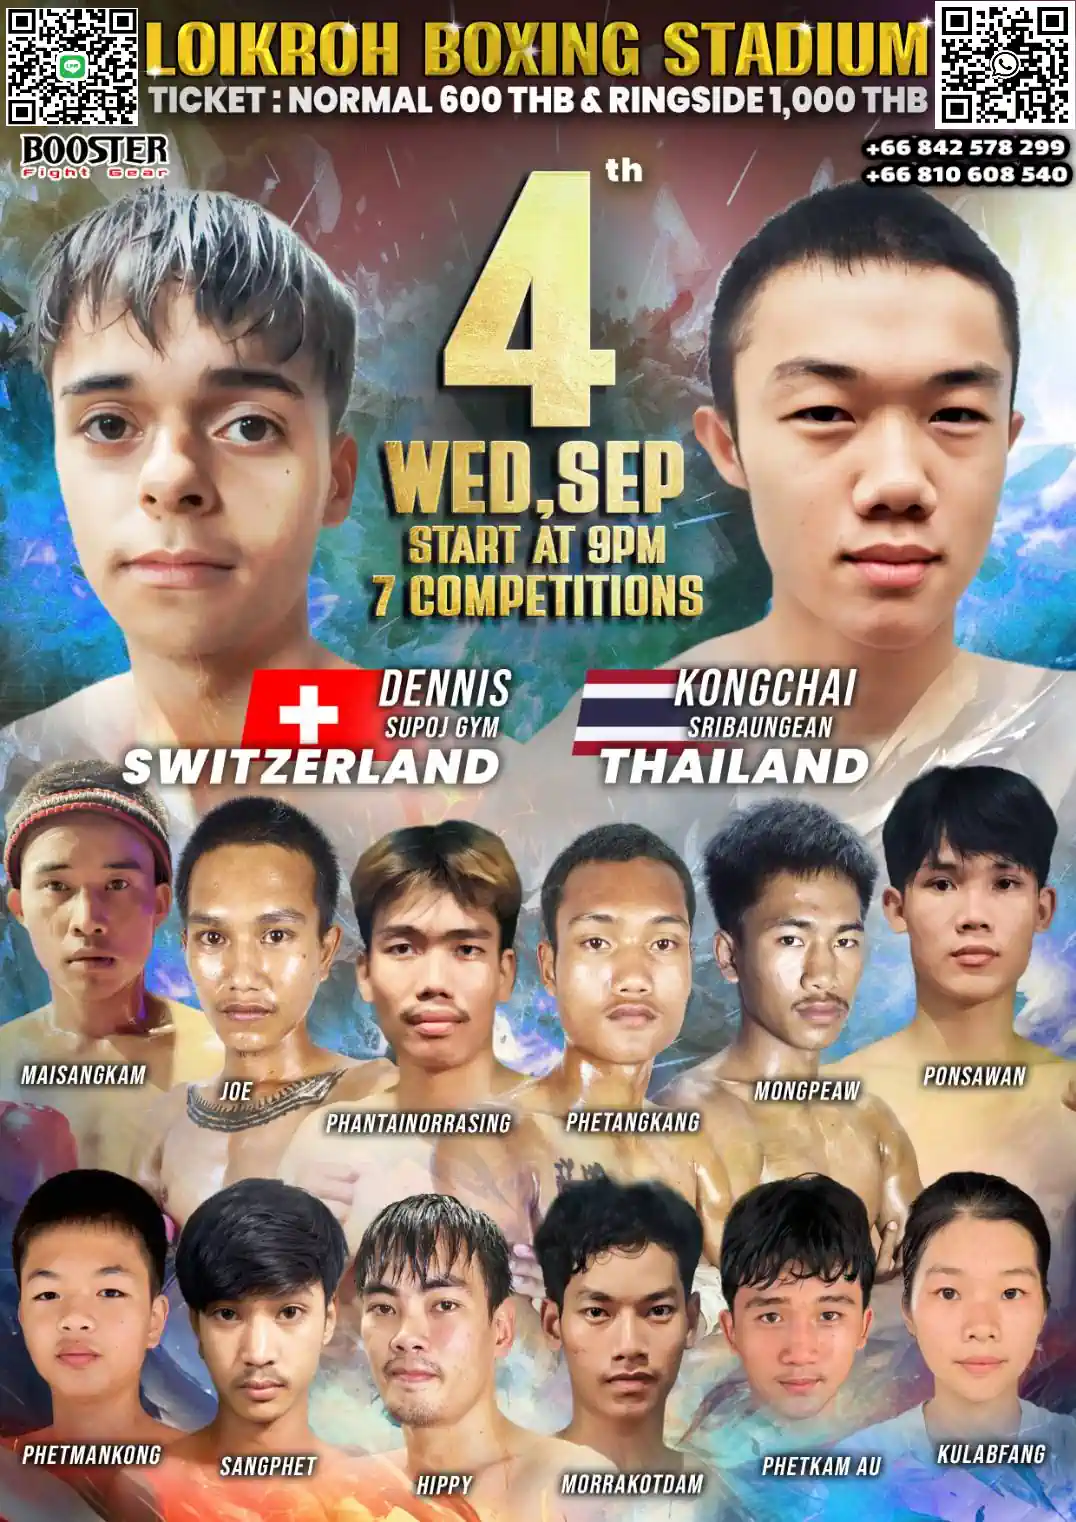 LOIKROH BOXING STADIUM
TICKET : NORMAL 600 THB & RINGSIDE 1,000 THB
BOOSTER
Fight Gear
+66 842 578 299
+66 810 608 540
4th
WED,SEP
START AT 9PM
7 COMPETITIONS
DENNIS
SUPOJ GYM
SWITZERLAND
KONGCHAI
SRIBAUNGEAN
THAILAND
MAISANGKAM
JOE
PHANTAINORRASING
PHETANGKANG
MONGPEAW
PONSAWAN
PHETMANKONG
SANGPHET
HIPPY
MORRAKOTDAM
PHETKAM AU
KULABFANG